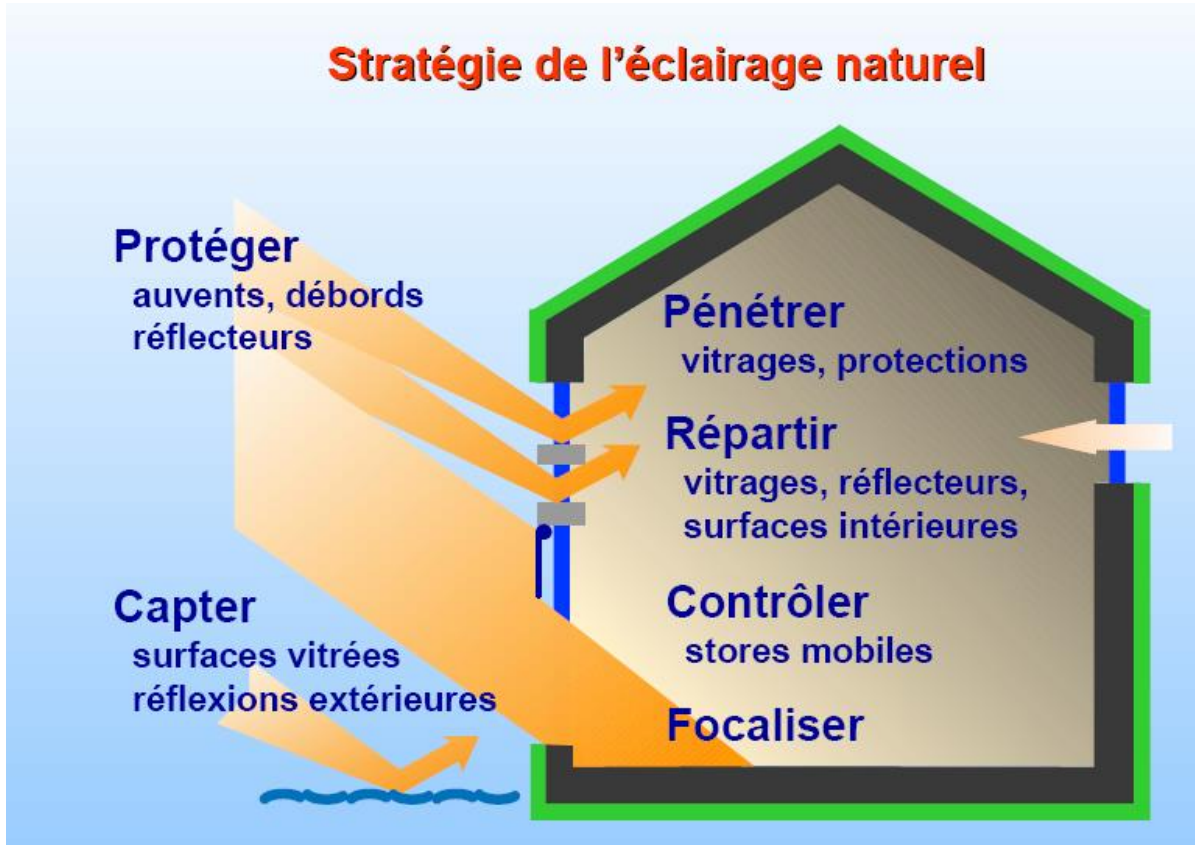 Stratégie de l'éclairage naturel
Protéger
auvents, débords
réflecteurs
Capter
surfaces vitrées
réflexions extérieures
Pénétrer
vitrages, protections
Répartir
vitrages, réflecteurs,
surfaces intérieures
Contrôler
stores mobiles
Focaliser